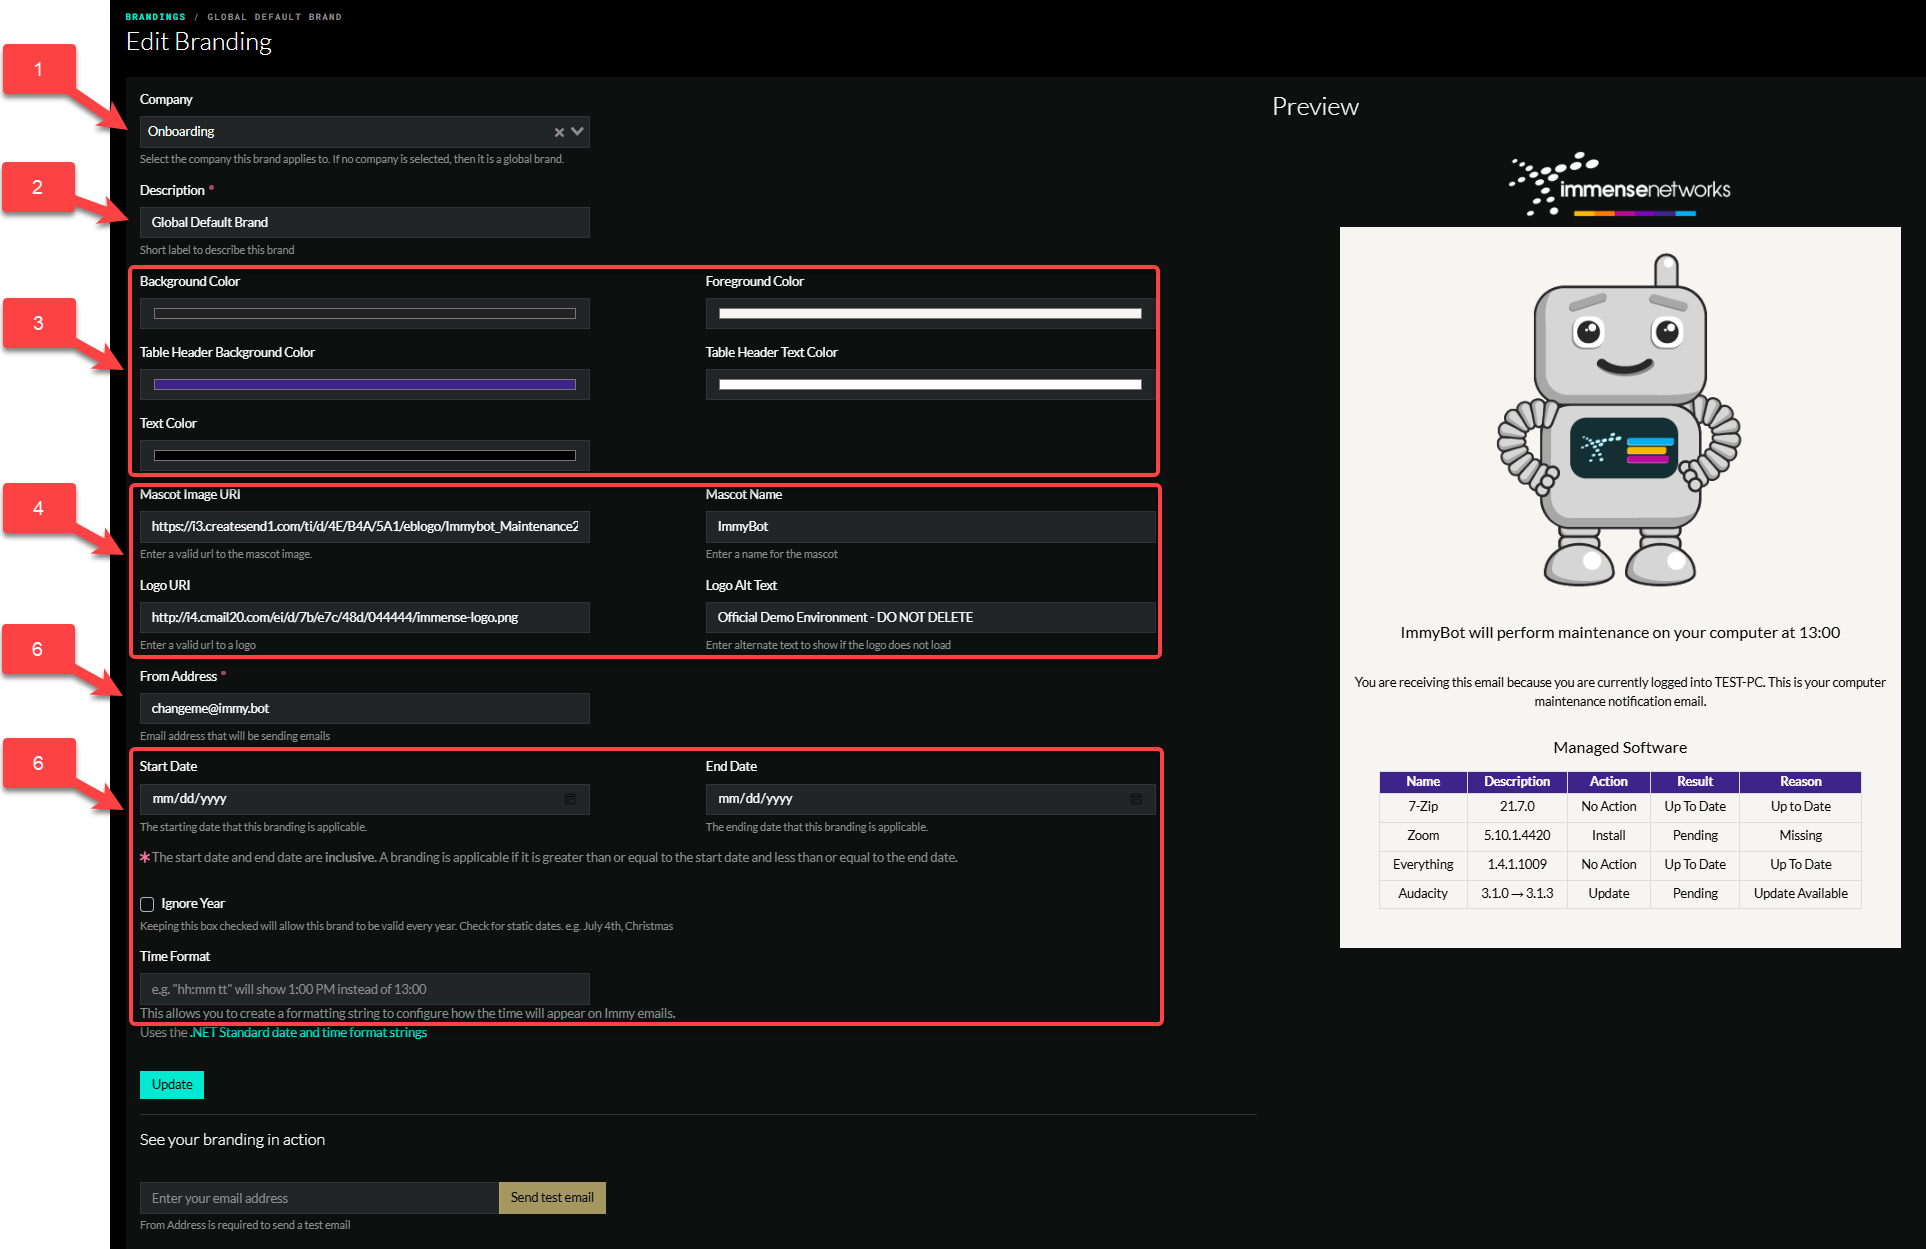 BRANDINGS / GLOBAL DEFAULT BRAND
Edit Branding
1
Company
Onboarding
Select the company this brand applies to. If no company is selected, then it is a global brand.
2
Description *
Global Default Brand
Short label to describe this brand
3
Background Color
Foreground Color
Table Header Background Color
Table Header Text Color
Text Color
4
Mascot Image URI
Mascot Name
https://i3.createsend1.com/ti/d/4E/B4A/5A1/eblogo/Immybot_Maintenance2
ImmyBot
Enter a valid url to the mascot image.
Enter a name for the mascot
Logo URI
Logo Alt Text
http://i4.cmail20.com/ei/d/7b/e7c/48d/044444/immense-logo.png
Official Demo Environment - DO NOT DELETE
Enter a valid url to a logo
Enter alternate text to show if the logo does not load
6
From Address *
changeme@immy.bot
Email address that will be sending emails
6
Start Date
End Date
mm/dd/yyyy
mm/dd/yyyy
The starting date that this branding is applicable.
The ending date that this branding is applicable.
* The start date and end date are inclusive. A branding is applicable if it is greater than or equal to the start date and less than or equal to the end date.
Ignore Year
Keeping this box checked will allow this brand to be valid every year. Check for static dates. e.g. July 4th, Christmas
Time Format
e.g. "hh:mm tt" will show 1:00 PM instead of 13:00
This allows you to create a formatting string to configure how the time will appear on Immy emails.
Uses the .NET Standard date and time format strings
Update
See your branding in action
Enter your email address
Send test email
From Address is required to send a test email
Preview
immensenetworks
ImmyBot will perform maintenance on your computer at 13:00
You are receiving this email because you are currently logged into TEST-PC. This is your computer
maintenance notification email.
Managed Software
Name Description Action Result Reason
7-Zip 21.7.0 No Action Up To Date Up to Date
Zoom 5.10.1.4420 Install Pending Missing
Everything 1.4.1.1009 No Action Up To Date Up To Date
Audacity 3.1.0 → 3.1.3 Update Pending Update Available